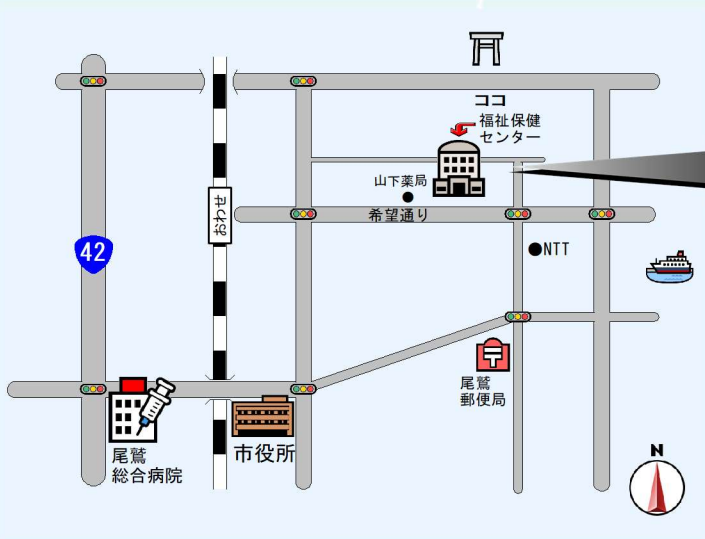 ココ
福祉保健
センター
山下薬局
希望通り
おわせ
42
NTT
尾鷲
郵便局
市役所
尾鷲
総合病院
N